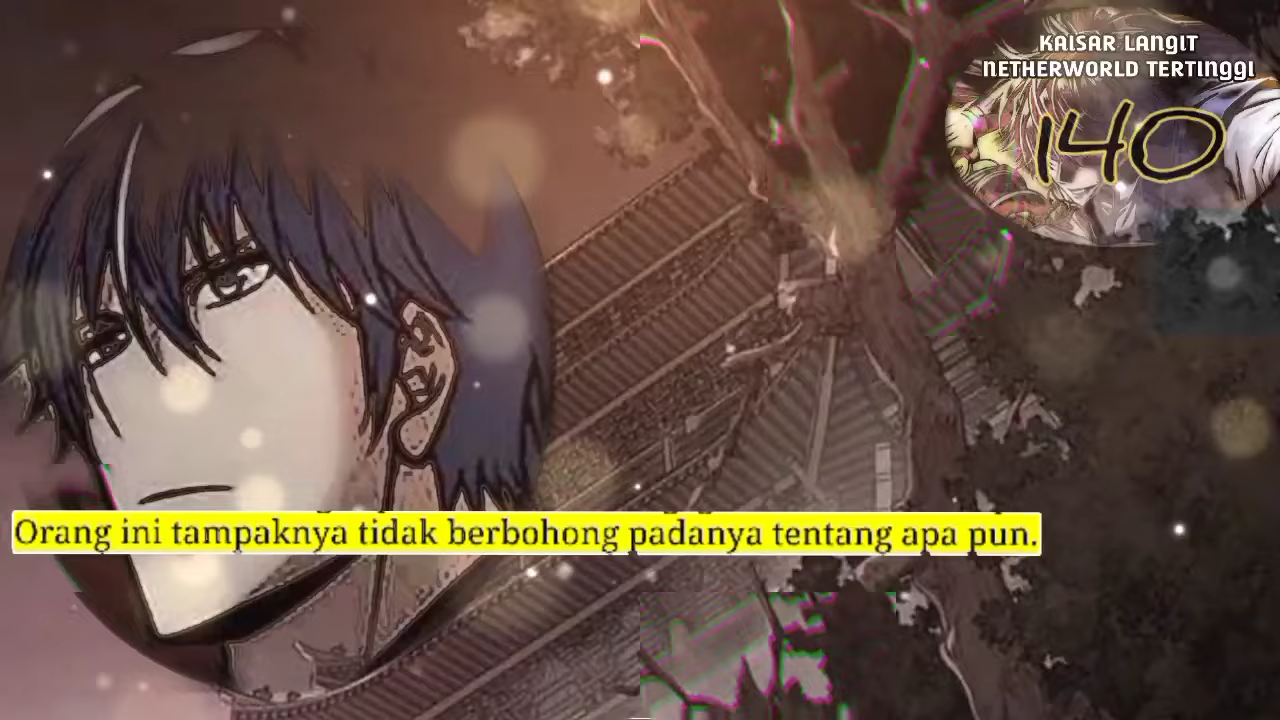 KAISAR LANGIT
NETHERWORLD TERTINGGI
140
Orang ini tampaknya tidak berbohong padanya tentang apa pun.